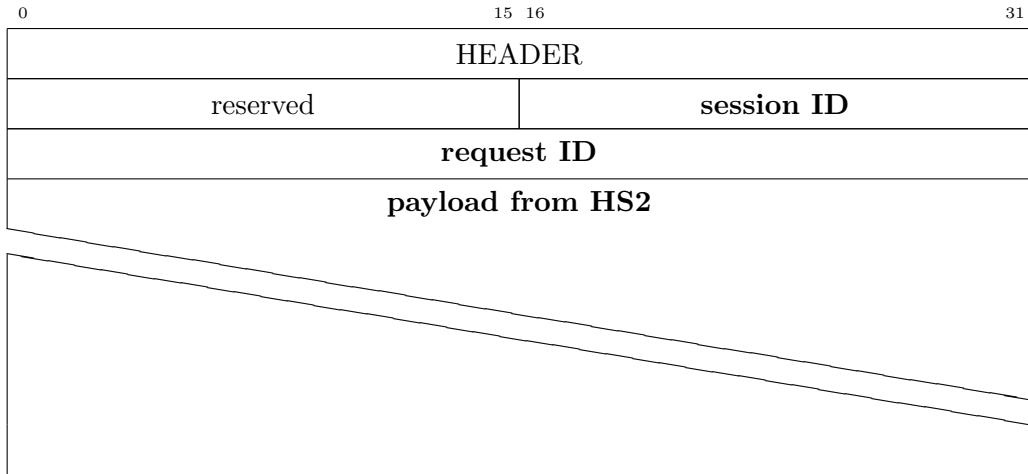 0 15 16 31
HEADER
reserved session ID
request ID
payload from HS2